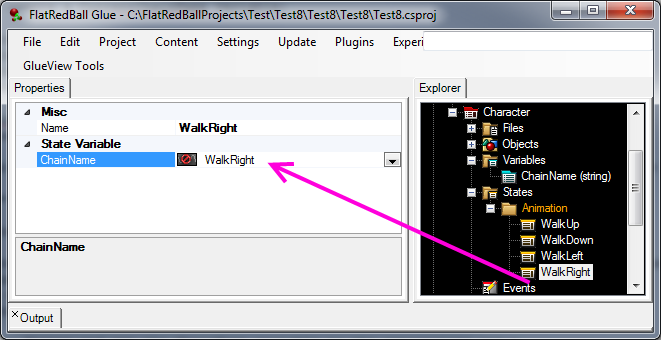 FlatRedBall Glue - C:\FlatRedBallProjects\Test\Test8\Test8\Test8\Test8.csproj
File Edit Project Content Settings Update Plugins Experi
GlueView Tools
Properties
Explorer
Misc
Name WalkRight
State Variable
ChainName WalkRight
ChainName
Character
Files
Objects
Variables
ChainName (string)
States
Animation
WalkUp
WalkDown
WalkLeft
WalkRight
Events
Output